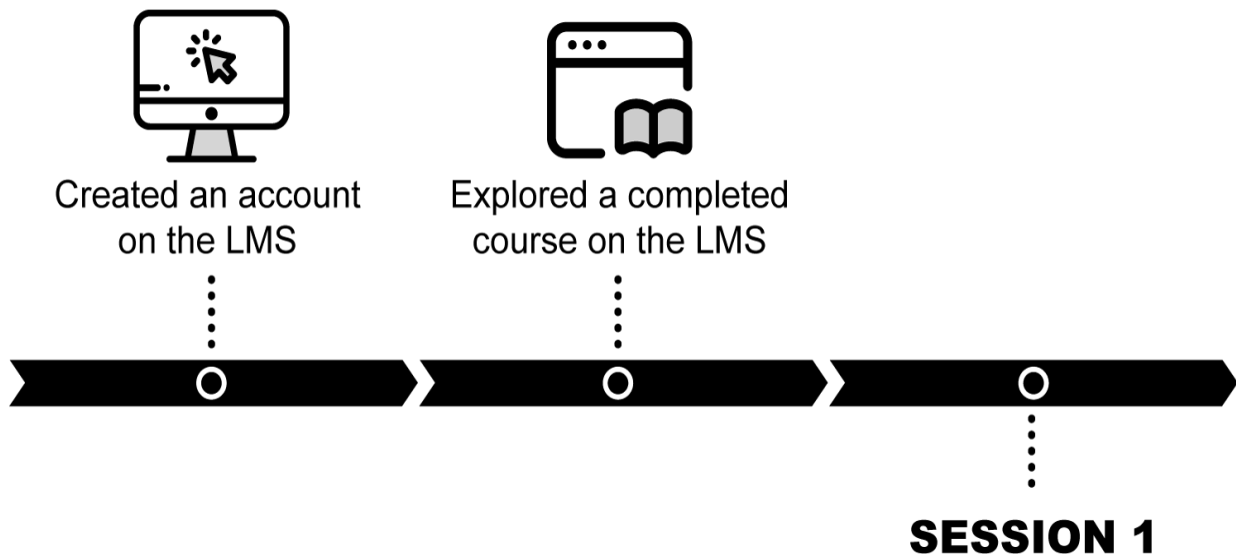 Created an account
on the LMS
Explored a completed
course on the LMS
SESSION 1